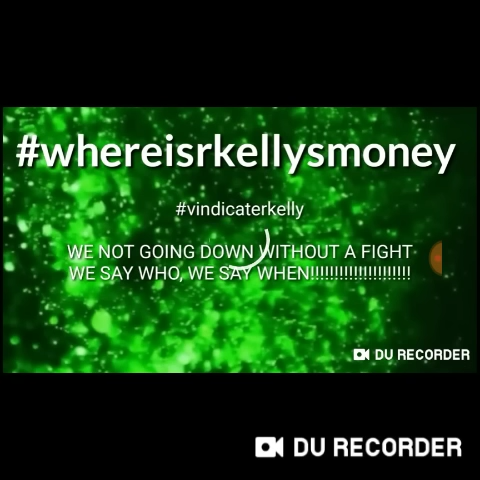 #whereisrkellysmoney
#vindicaterkelly
WE NOT GOING DOWN WITHOUT A FIGHT
WE SAY WHO, WE SAY WHEN!!!!!!!!!!!!!!!!!!!!!
DU RECORDER
DU RECORDER